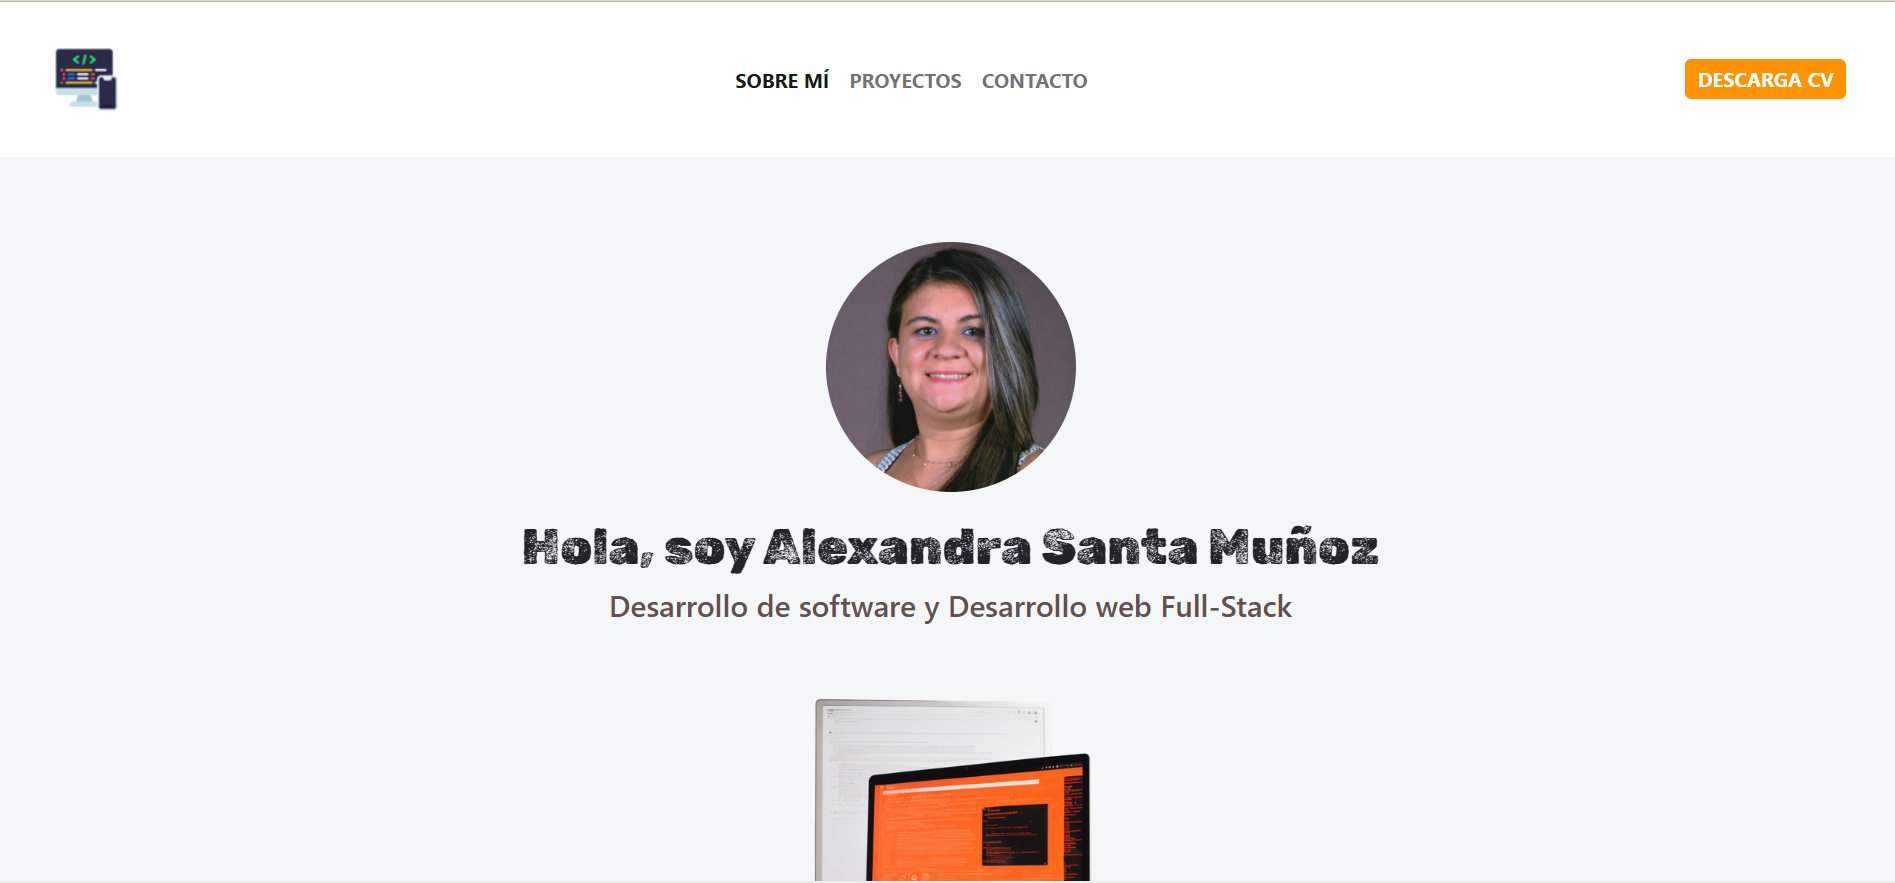 </>
SOBRE MÍ PROYECTOS CONTACTO DESCARGA CV
Hola, soy Alexandra Santa Muñoz
Desarrollo de software y Desarrollo web Full-Stack